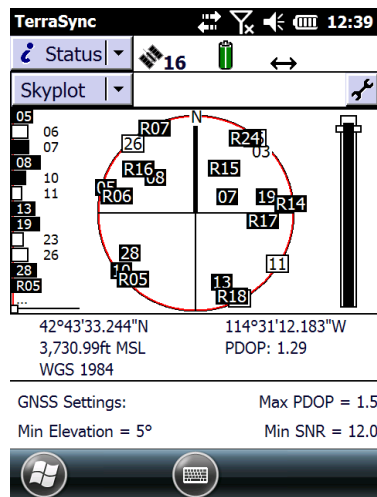 TerraSync 12:39
Status 16
Skyplot
05
06
07
08
10
11
13
19
23
26
28
R05
...
N
R07
26
R24
03
R16
08
R15
05
R06
07
19
R14
R17
28
11
R05
13
R18
42°43'33.244"N 114°31'12.183"W
3,730.99ft MSL PDOP: 1.29
WGS 1984
GNSS Settings: Max PDOP = 1.5
Min Elevation = 5° Min SNR = 12.0